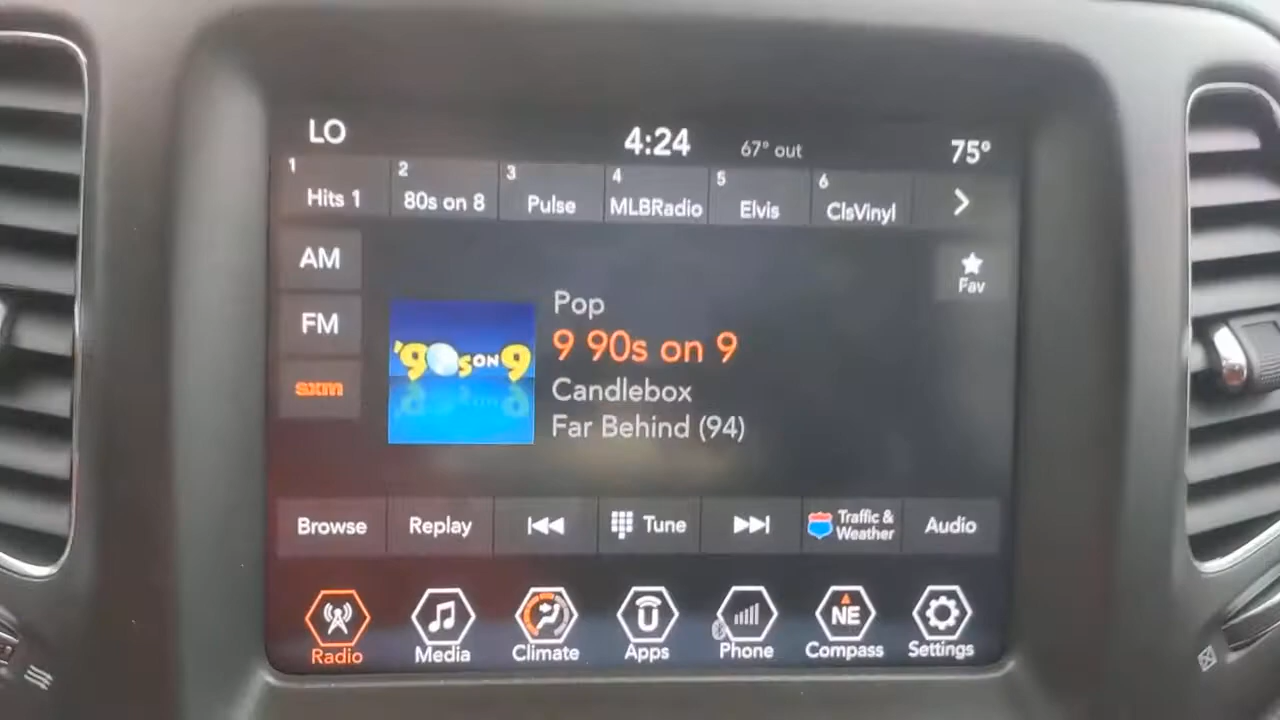 LO 4:24 67° out 75°
1 Hits 1 2 80s on 8 3 Pulse 4 MLBRadio 5 Elvis 6 ClsVinyl
AM
FM
sxm
Fav
'90s ON 9
Pop
9 90s on 9
Candlebox
Far Behind (94)
Browse Replay Tune Traffic & Weather Audio
NE
Radio Media Climate Apps Phone Compass Settings